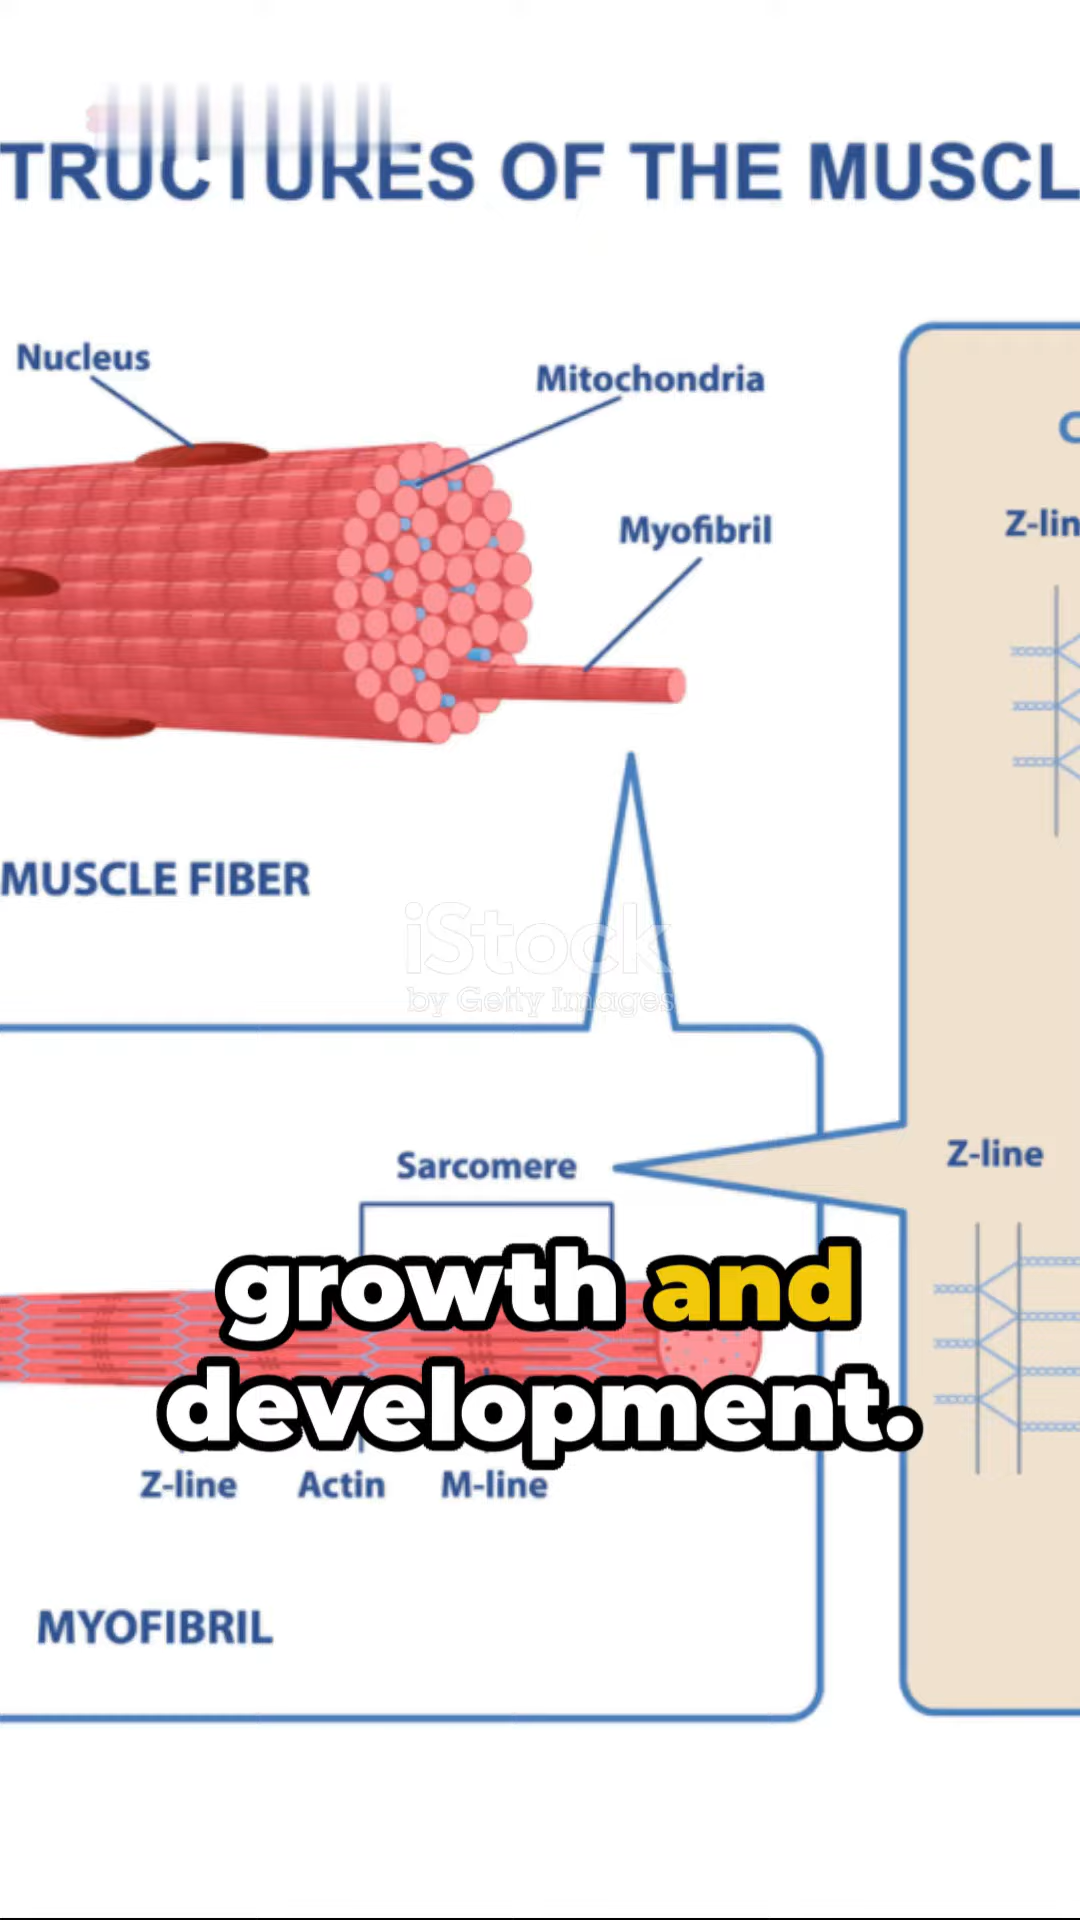 TRUCTURES OF THE MUSCL
Nucleus
Mitochondria
Myofibril
C
Z-lin
MUSCLE FIBER
iStock
by Getty Images
Sarcomere
Z-line
growth and
development.
Z-line Actin M-line
MYOFIBRIL